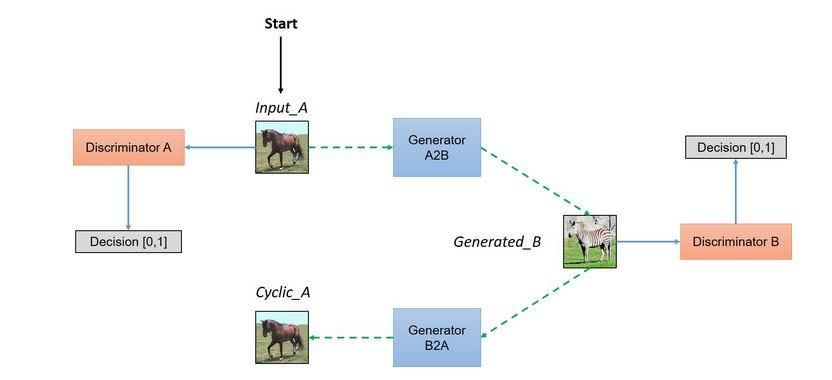 Start
Input_A
Discriminator A
Generator
A2B
Decision [0,1]
Decision [0,1]
Generated_B
Discriminator B
Cyclic_A
Generator
B2A